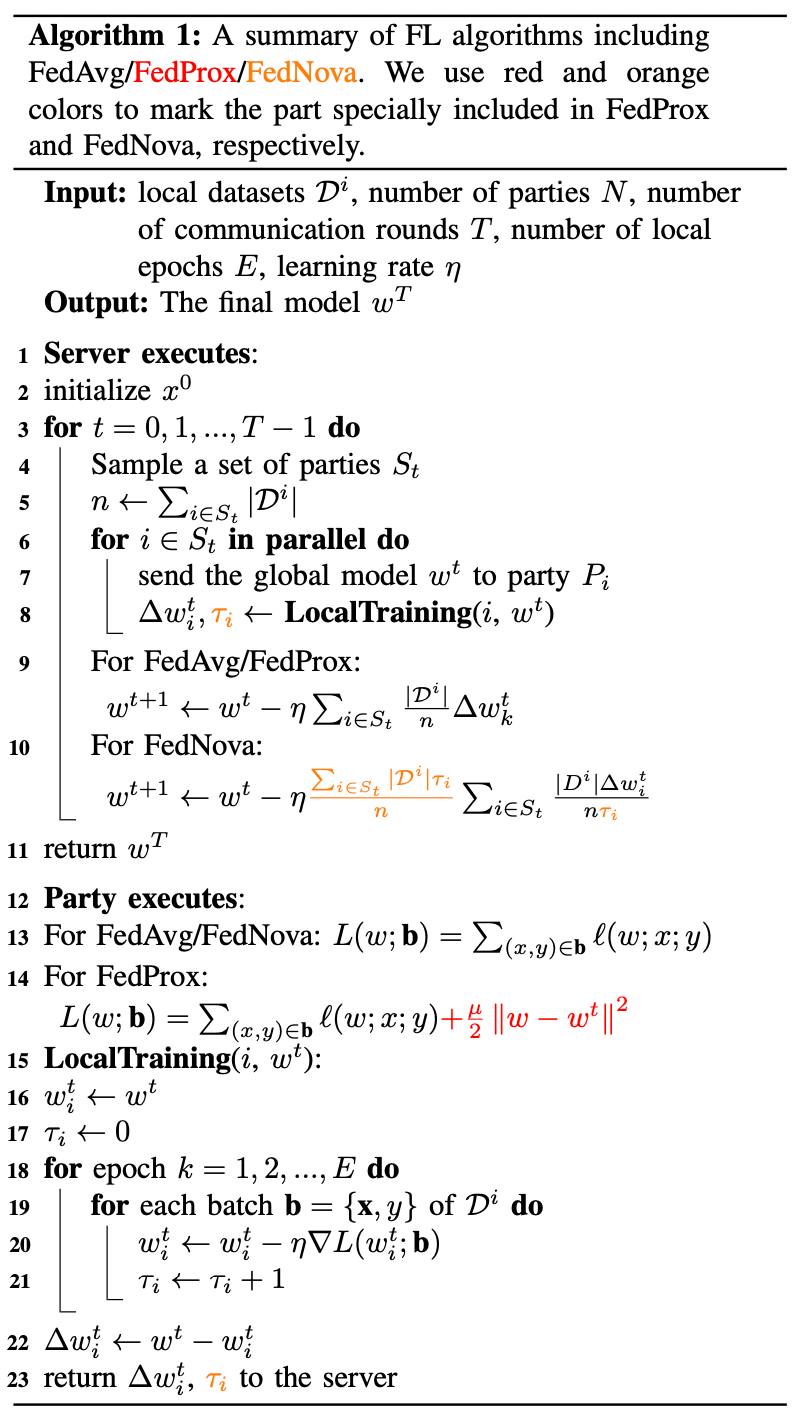 Algorithm 1: A summary of FL algorithms including
FedAvg/FedProx/FedNova. We use red and orange
colors to mark the part specially included in FedProx
and FedNova, respectively.
Input: local datasets $\mathcal{D}^i$, number of parties $N$, number
of communication rounds $T$, number of local
epochs $E$, learning rate $\eta$
Output: The final model $w^T$
1 Server executes:
2 initialize $x^0$
3 for $t = 0, 1, ..., T - 1$ do
4 Sample a set of parties $S_t$
5 $n \leftarrow \sum_{i \in S_t} |\mathcal{D}^i|$
6 for $i \in S_t$ in parallel do
7 send the global model $w^t$ to party $P_i$
8 $\Delta w_i^t, \tau_i \leftarrow$ LocalTraining($i$, $w^t$)
9 For FedAvg/FedProx:
$w^{t+1} \leftarrow w^t - \eta \sum_{i \in S_t} \frac{|\mathcal{D}^i|}{n} \Delta w_k^t$
10 For FedNova:
$w^{t+1} \leftarrow w^t - \eta \frac{\sum_{i \in S_t} |\mathcal{D}^i| \tau_i}{n} \sum_{i \in S_t} \frac{|D^i| \Delta w_i^t}{n \tau_i}$
11 return $w^T$
12 Party executes:
13 For FedAvg/FedNova: $L(w; \mathbf{b}) = \sum_{(x,y) \in \mathbf{b}} \ell(w; x; y)$
14 For FedProx:
$L(w; \mathbf{b}) = \sum_{(x,y) \in \mathbf{b}} \ell(w; x; y) + \frac{\mu}{2} \|w - w^t\|^2$
15 LocalTraining($i$, $w^t$):
16 $w_i^t \leftarrow w^t$
17 $\tau_i \leftarrow 0$
18 for epoch $k = 1, 2, ..., E$ do
19 for each batch $\mathbf{b} = \{\mathbf{x}, y\}$ of $\mathcal{D}^i$ do
20 $w_i^t \leftarrow w_i^t - \eta \nabla L(w_i^t; \mathbf{b})$
21 $\tau_i \leftarrow \tau_i + 1$
22 $\Delta w_i^t \leftarrow w^t - w_i^t$
23 return $\Delta w_i^t$, $\tau_i$ to the server